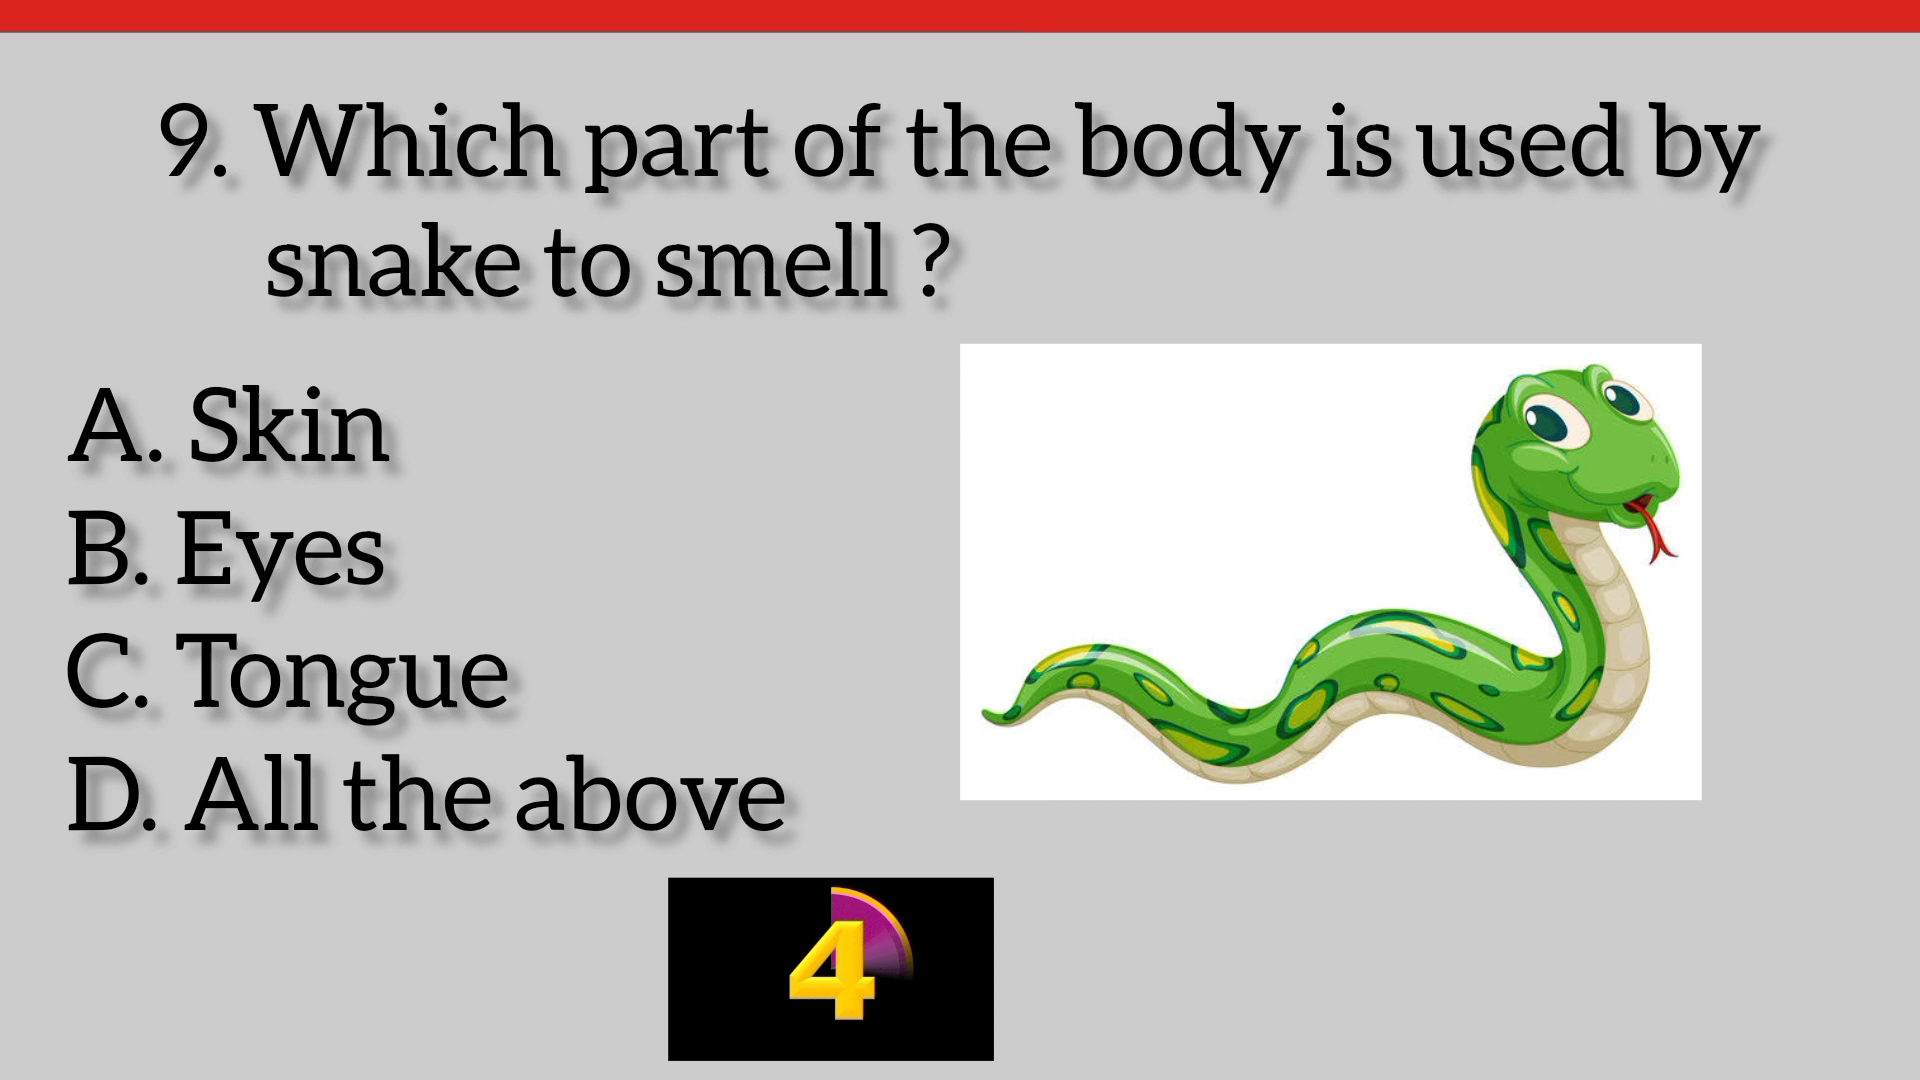 9. Which part of the body is used by
snake to smell ?
A. Skin
B. Eyes
C. Tongue
D. All the above
4